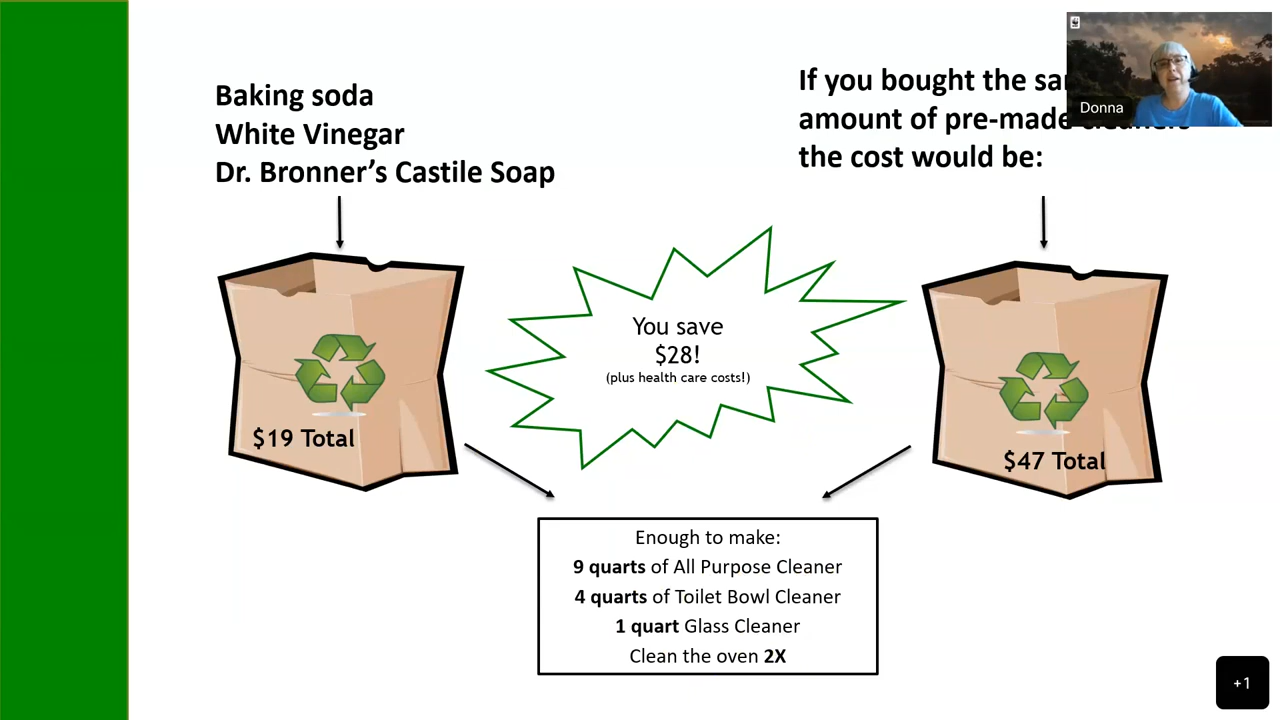 Baking soda
White Vinegar
Dr. Bronner’s Castile Soap
If you bought the
amount of pre-made
the cost would be:
Donna
You save
$28!
(plus health care costs!)
$19 Total
$47 Total
Enough to make:
9 quarts of All Purpose Cleaner
4 quarts of Toilet Bowl Cleaner
1 quart Glass Cleaner
Clean the oven 2X
+1